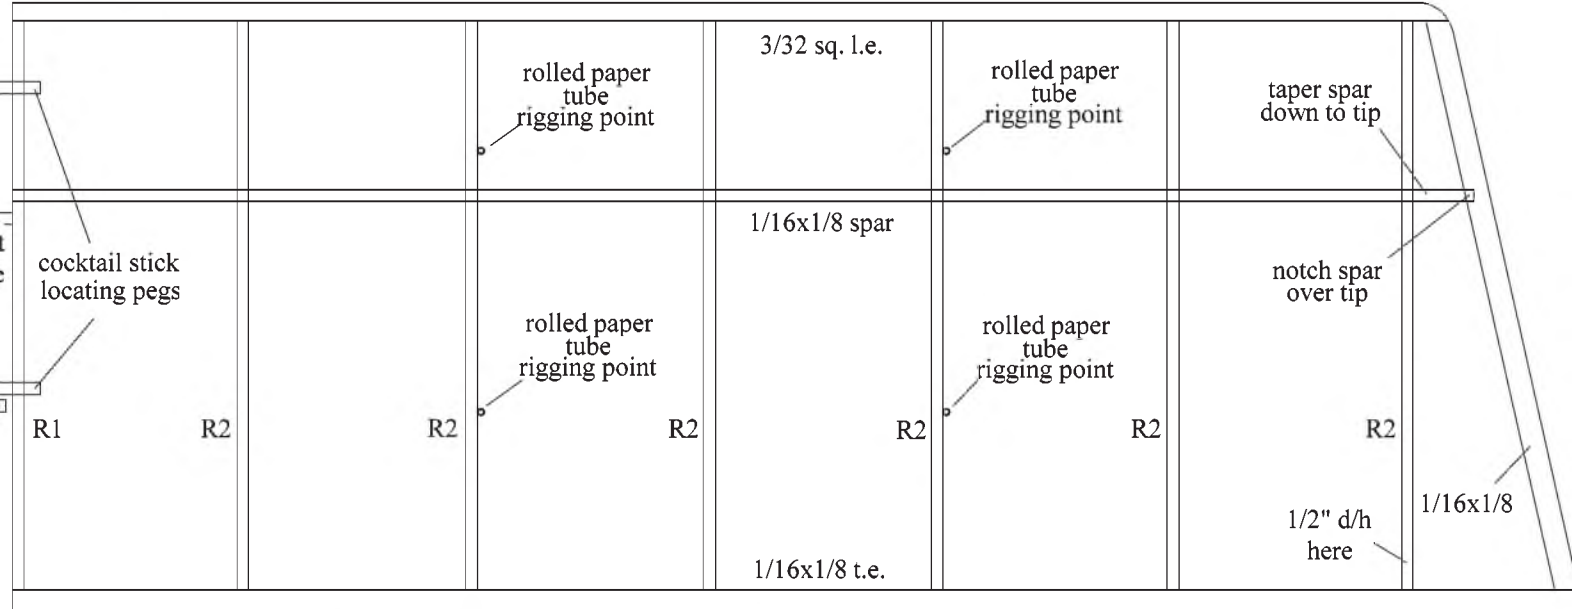 3/32 sq. l.e.
rolled paper
tube
rigging point
rolled paper
tube
rigging point
taper spar
down to tip
1/16x1/8 spar
cocktail stick
locating pegs
notch spar
over tip
rolled paper
tube
rigging point
rolled paper
tube
rigging point
R1
R2
R2
R2
R2
R2
R2
1/16x1/8
1/2" d/h
here
1/16x1/8 t.e.